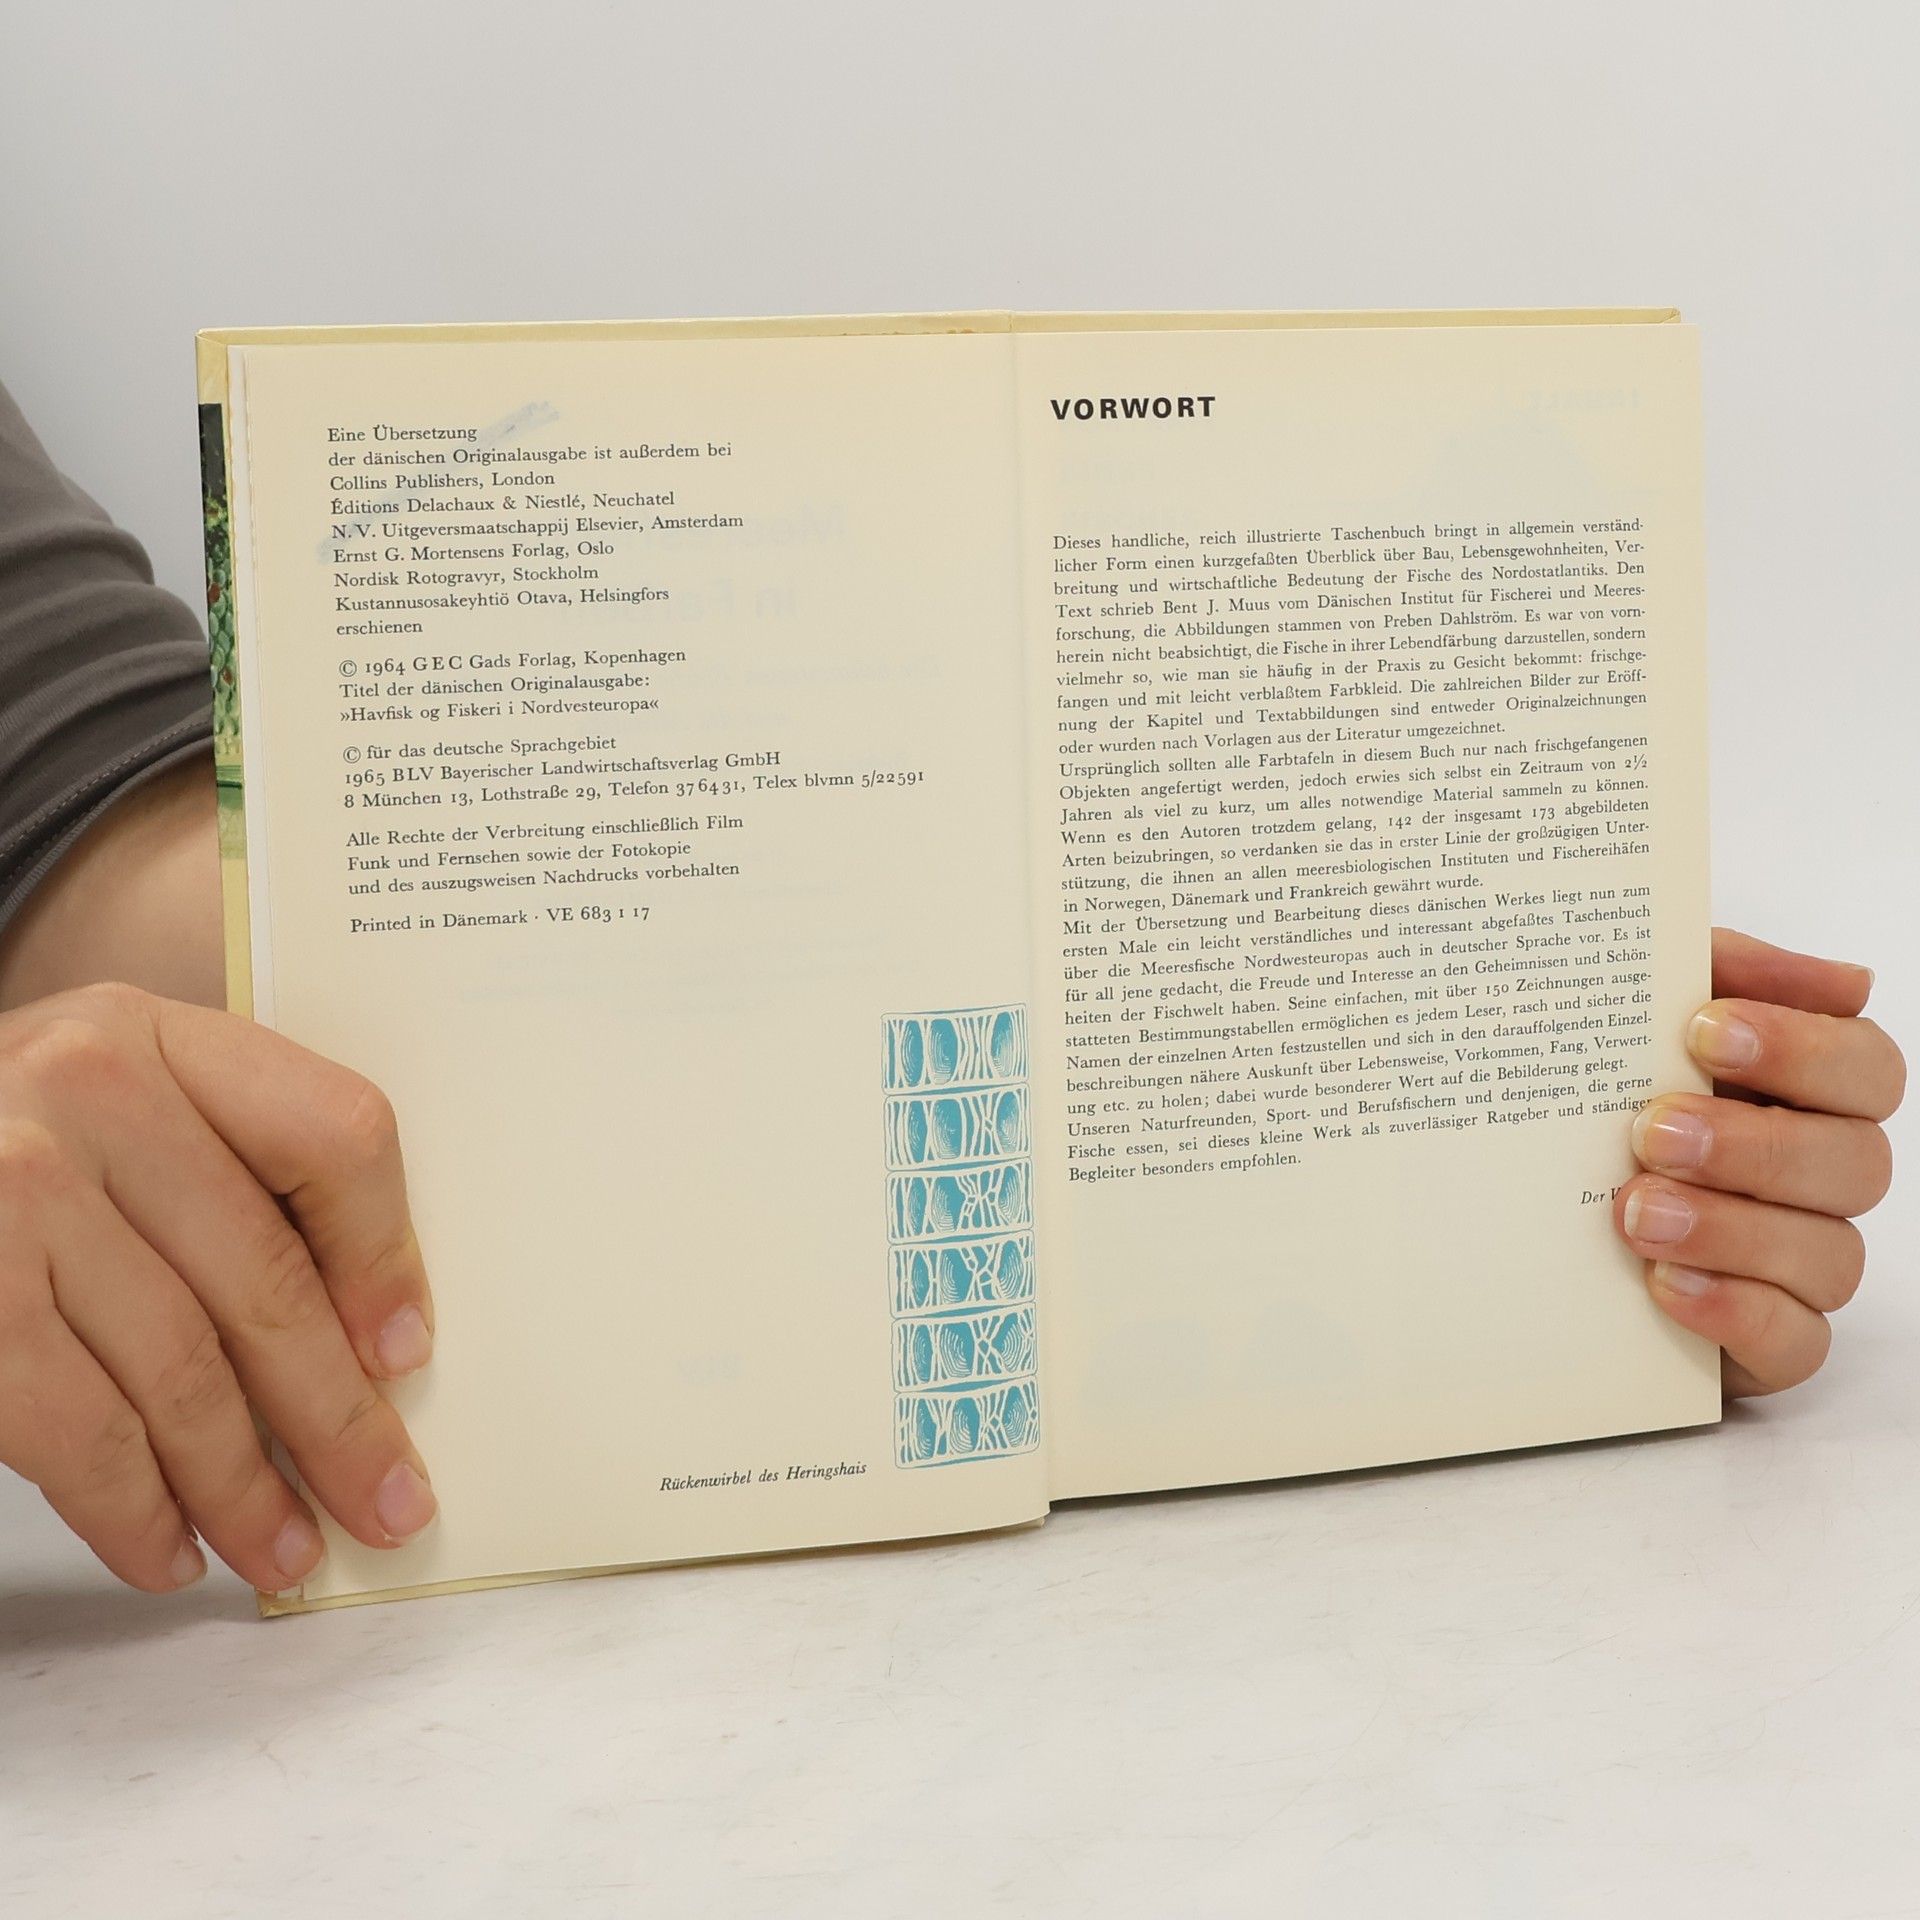 Eine Übersetzung
der dänischen Originalausgabe ist außerdem bei
Collins Publishers, London
Éditions Delachaux & Niestlé, Neuchatel
N. V. Uitgeversmaatschappij Elsevier, Amsterdam
Ernst G. Mortensens Forlag, Oslo
Nordisk Rotogravyr, Stockholm
Kustannusosakeyhtiö Otava, Helsingfors
erschienen
© 1964 GEC Gads Forlag, Kopenhagen
Titel der dänischen Originalausgabe:
»Havfisk og Fiskeri i Nordvesteuropa«
© für das deutsche Sprachgebiet
1965 BLV Bayerischer Landwirtschaftsverlag GmbH
8 München 13, Lothstraße 29, Telefon 376431, Telex blvmn 5/22591
Alle Rechte der Verbreitung einschließlich Film
Funk und Fernsehen sowie der Fotokopie
und des auszugsweisen Nachdrucks vorbehalten
Printed in Dänemark · VE 683 1 17
Rückenwirbel des Heringshais
VORWORT
Dieses handliche, reich illustrierte Taschenbuch bringt in allgemein verständ-
licher Form einen kurzgefaßten Überblick über Bau, Lebensgewohnheiten, Ver-
breitung und wirtschaftliche Bedeutung der Fische des Nordostatlantiks. Den
Text schrieb Bent J. Muus vom Dänischen Institut für Fischerei und Meeres-
forschung, die Abbildungen stammen von Preben Dahlström. Es war von vorn-
herein nicht beabsichtigt, die Fische in ihrer Lebendfärbung darzustellen, sondern
vielmehr so, wie man sie häufig in der Praxis zu Gesicht bekommt: frischge-
fangen und mit leicht verblaßtem Farbkleid. Die zahlreichen Bilder zur Eröff-
nung der Kapitel und Textabbildungen sind entweder Originalzeichnungen
oder wurden nach Vorlagen aus der Literatur umgezeichnet.
Ursprünglich sollten alle Farbtafeln in diesem Buch nur nach frischgefangenen
Objekten angefertigt werden, jedoch erwies sich selbst ein Zeitraum von 2½
Jahren als viel zu kurz, um alles notwendige Material sammeln zu können.
Wenn es den Autoren trotzdem gelang, 142 der insgesamt 173 abgebildeten
Arten beizubringen, so verdanken sie das in erster Linie der großzügigen Unter-
stützung, die ihnen an allen meeresbiologischen Instituten und Fischereihäfen
in Norwegen, Dänemark und Frankreich gewährt wurde.
Mit der Übersetzung und Bearbeitung dieses dänischen Werkes liegt nun zum
ersten Male ein leicht verständliches und interessant abgefaßtes Taschenbuch
über die Meeresfische Nordwesteuropas auch in deutscher Sprache vor. Es ist
für all jene gedacht, die Freude und Interesse an den Geheimnissen und Schön-
heiten der Fischwelt haben. Seine einfachen, mit über 150 Zeichnungen ausge-
statteten Bestimmungstabellen ermöglichen es jedem Leser, rasch und sicher die
Namen der einzelnen Arten festzustellen und sich in den darauffolgenden Einzel-
beschreibungen nähere Auskunft über Lebensweise, Vorkommen, Fang, Verwert-
ung etc. zu holen; dabei wurde besonderer Wert auf die Bebilderung gelegt.
Unseren Naturfreunden, Sport- und Berufsfischern und denjenigen, die gerne
Fische essen, sei dieses kleine Werk als zuverlässiger Ratgeber und ständiger
Begleiter besonders empfohlen.
Der